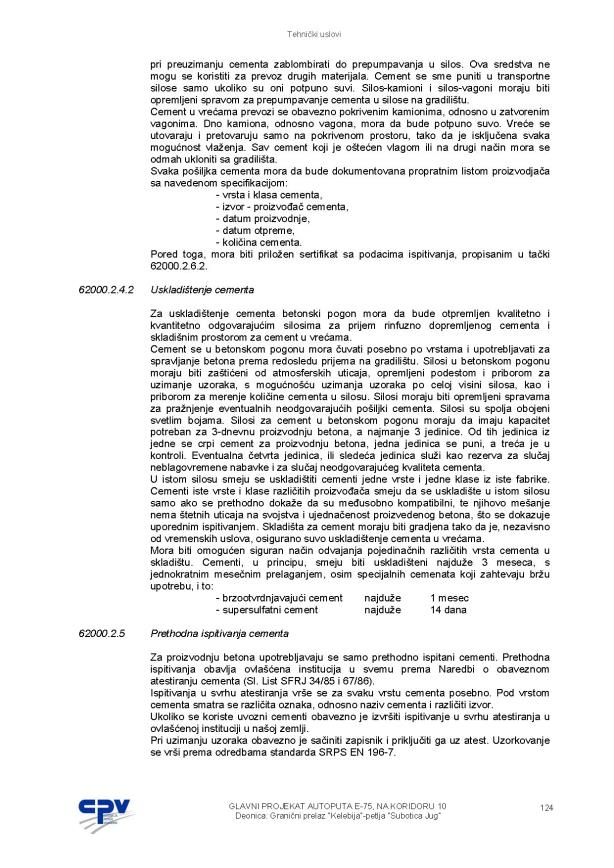 Tehnički uslovi
pri preuzimanju cementa zablombirati do prepumpavanja u silos. Ova sredstva ne
mogu se koristiti za prevoz drugih materijala. Cement se sme puniti u transportne
silose samo ukoliko su oni potpuno suvi. Silos-kamioni i silos-vagoni moraju biti
opremljeni spravom za prepumpavanje cementa u silose na gradilištu.
Cement u vrećama prevozi se obavezno pokrivenim kamionima, odnosno u zatvorenim
vagonima. Dno kamiona, odnosno vagona, mora da bude potpuno suvo. Vreće se
utovaraju i pretovaruju samo na pokrivenom prostoru, tako da je isključena svaka
mogućnost vlaženja. Sav cement koji je oštećen vlagom ili na drugi način mora se
odmah ukloniti sa gradilišta.
Svaka pošiljka cementa mora da bude dokumentovana propratnim listom proizvodjača
sa navedenom specifikacijom:
- vrsta i klasa cementa,
- izvor - proizvođač cementa,
- datum proizvodnje,
- datum otpreme,
- količina cementa.
Pored toga, mora biti priložen sertifikat sa podacima ispitivanja, propisanim u tački
62000.2.6.2.
62000.2.4.2 Uskladištenje cementa
Za uskladištenje cementa betonski pogon mora da bude otpremljen kvalitetno i
kvantitetno odgovarajućim silosima za prijem rinfuzno dopremljenog cementa i
skladišnim prostorom za cement u vrećama.
Cement se u betonskom pogonu mora čuvati posebno po vrstama i upotrebljavati za
spravljanje betona prema redosledu prijema na gradilištu. Silosi u betonskom pogonu
moraju biti zaštićeni od atmosferskih uticaja, opremljeni podestom i priborom za
uzimanje uzoraka, s mogućnošću uzimanja uzoraka po celoj visini silosa, kao i
priborom za merenje količine cementa u silosu. Silosi moraju biti opremljeni spravama
za pražnjenje eventualnih neodgovarajućih pošiljki cementa. Silosi su spolja obojeni
svetlim bojama. Silosi za cement u betonskom pogonu moraju da imaju kapacitet
potreban za 3-dnevnu proizvodnju betona, a najmanje 3 jedinice. Od tih jedinica iz
jedne se crpi cement za proizvodnju betona, jedna jedinica se puni, a treća je u
kontroli. Eventualna četvrta jedinica, ili sledeća jedinica služi kao rezerva za slučaj
neblagovremene nabavke i za slučaj neodgovarajućeg kvaliteta cementa.
U istom silosu smeju se uskladištiti cementi jedne vrste i jedne klase iz iste fabrike.
Cementi iste vrste i klase različitih proizvođača smeju da se uskladište u istom silosu
samo ako se prethodno dokaže da su međusobno kompatibilni, te njihovo mešanje
nema štetnih uticaja na svojstva i ujednačenost proizvedenog betona, što se dokazuje
uporednim ispitivanjem. Skladišta za cement moraju biti gradjena tako da je, nezavisno
od vremenskih uslova, osigurano suvo uskladištenje cementa u vrećama.
Mora biti omogućen siguran način odvajanja pojedinačnih različitih vrsta cementa u
skladištu. Cementi, u principu, smeju biti uskladišteni najduže 3 meseca, s
jednokratnim mesečnim prelaganjem, osim specijalnih cemenata koji zahtevaju bržu
upotrebu, i to:
- brzootvrdnjavajući cement najduže 1 mesec
- supersulfatni cement najduže 14 dana
62000.2.5 Prethodna ispitivanja cementa
Za proizvodnju betona upotrebljavaju se samo prethodno ispitani cementi. Prethodna
ispitivanja obavlja ovlašćena institucija u svemu prema Naredbi o obaveznom
atestiranju cementa (Sl. List SFRJ 34/85 i 67/86).
Ispitivanja u svrhu atestiranja vrše se za svaku vrstu cementa posebno. Pod vrstom
cementa smatra se različita oznaka, odnosno naziv cementa i različiti izvor.
Ukoliko se koriste uvozni cementi obavezno je izvršiti ispitivanje u svrhu atestiranja u
ovlašćenoj instituciji u našoj zemlji.
Pri uzimanju uzoraka obavezno je sačiniti zapisnik i priključiti ga uz atest. Uzorkovanje
se vrši prema odredbama standarda SRPS EN 196-7.
CPV
GLAVNI PROJEKAT AUTOPUTA E-75, NA KORIDORU 10
Deonica: Granični prelaz "Kelebija"-petlja "Subotica Jug"
124